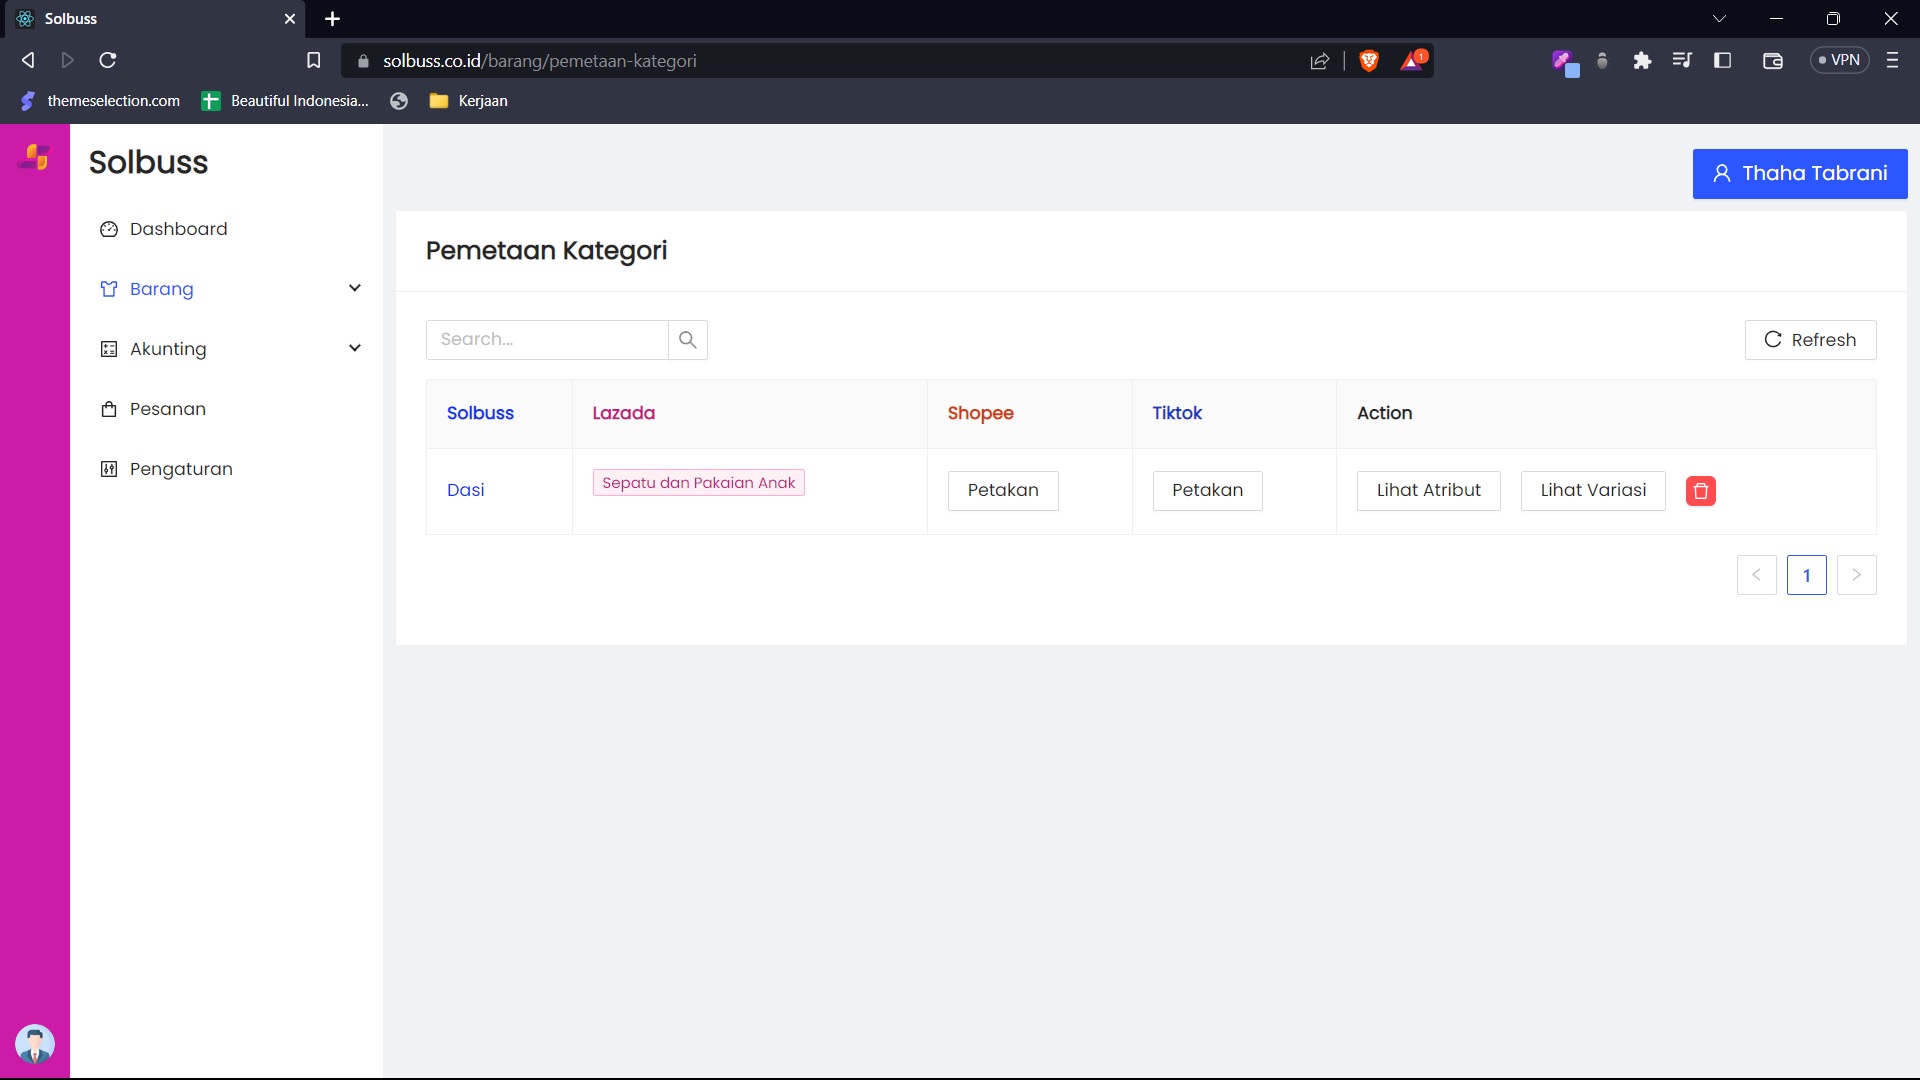 Solbuss
solbuss.co.id/barang/pemetaan-kategori
1
VPN
themeselection.com
Beautiful Indonesia...
Kerjaan
Solbuss
Thaha Tabrani
Dashboard
Barang
Akunting
Pesanan
Pengaturan
Pemetaan Kategori
Search...
Refresh
Solbuss Lazada Shopee Tiktok Action
Dasi Sepatu dan Pakaian Anak Petakan Petakan Lihat Atribut Lihat Variasi
< 1 >